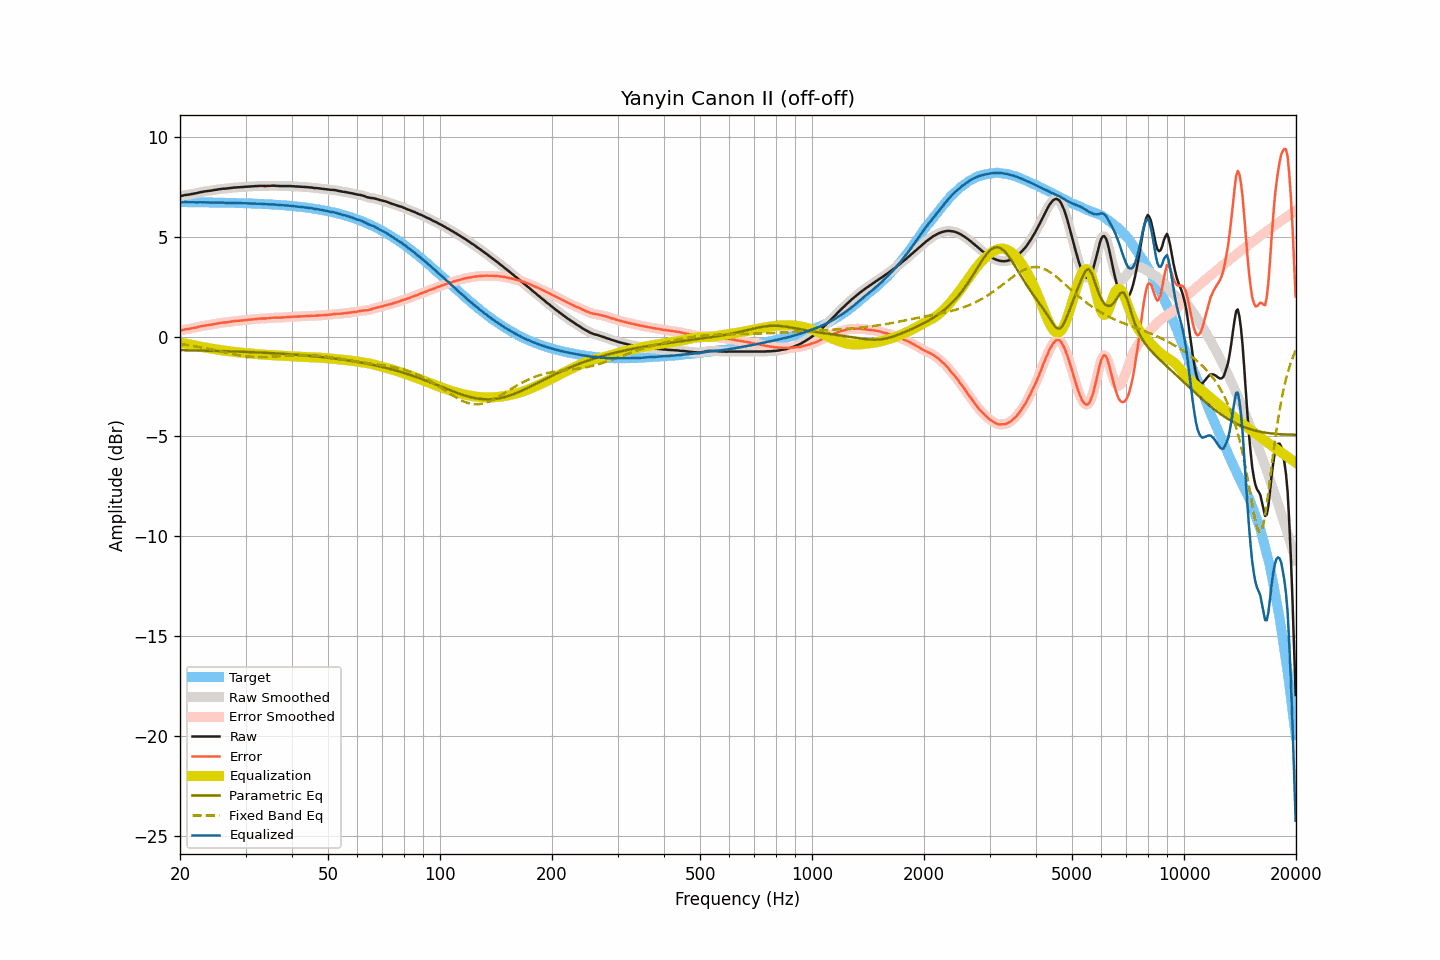 Yanyin Canon II (off-off)
10
5
0
−5
−10
−15
−20
−25
Amplitude (dBr)
Target
Raw Smoothed
Error Smoothed
Raw
Error
Equalization
Parametric Eq
Fixed Band Eq
Equalized
20 50 100 200 500 1000 2000 5000 10000 20000
Frequency (Hz)